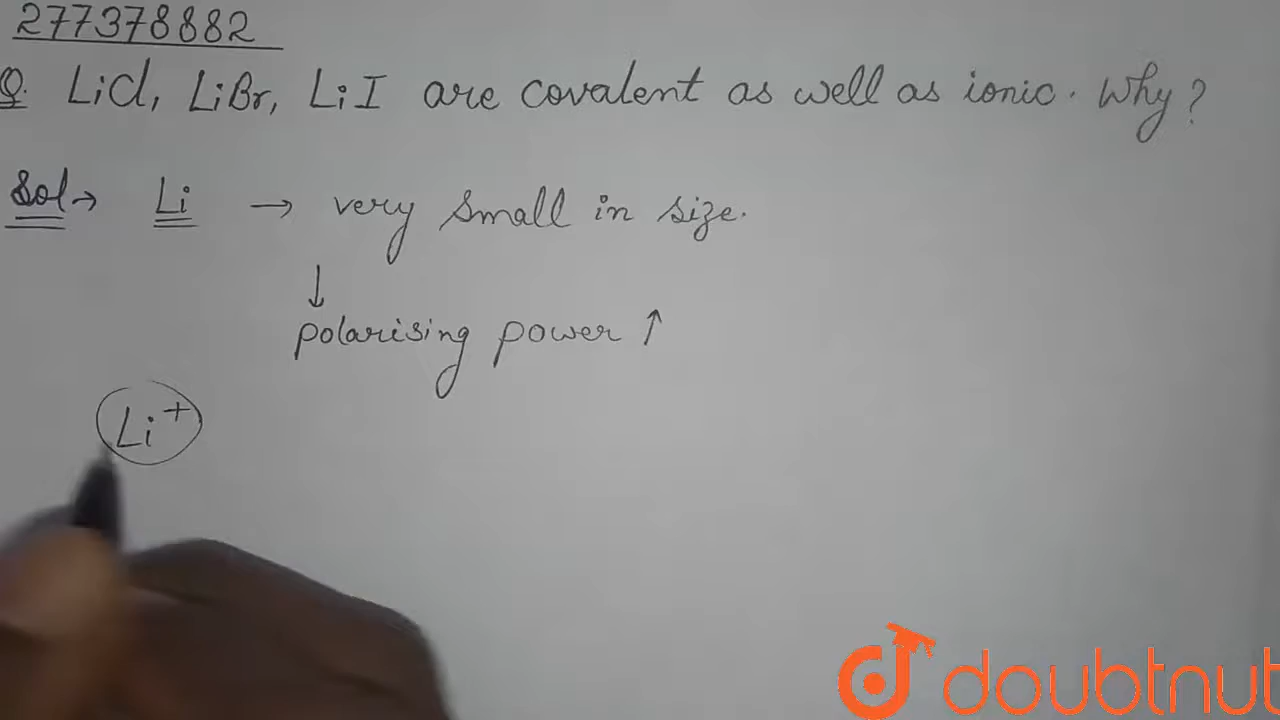 277378882
Q. LiCl, LiBr, LiI are covalent as well as ionic. Why?
Sol→ Li → very small in size.
↓
polarising power ↑
Li⁺
doubtnut